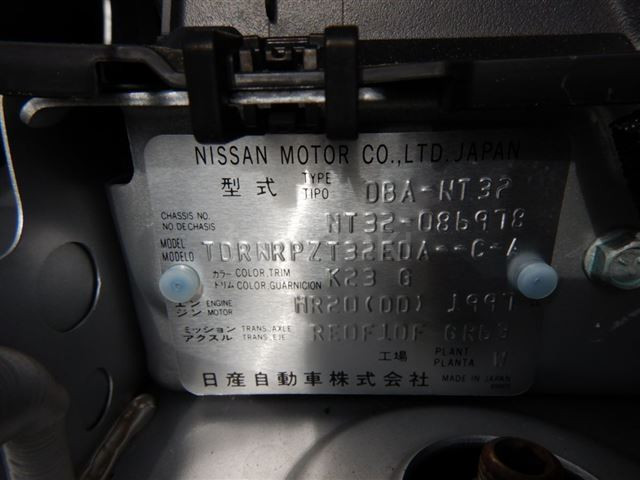 NISSAN MOTOR CO.,LTD.JAPAN
型式 TYPE TIPO DBA-NT32
CHASSIS NO. NO DE CHASIS NT32-086978
MODEL MODELO TDRNRPZT32EDA--C-A
カラー COLOR, TRIM K23 G
トリム COLOR, GUARNICION
エンジン ENGINE MOTOR MR20(DD) 1997
ミッション TRANS. AXLE RE0F10F GR63
アクスル TRANS. EJE
工場 PLANT PLANTA W
日産自動車株式会社 MADE IN JAPAN